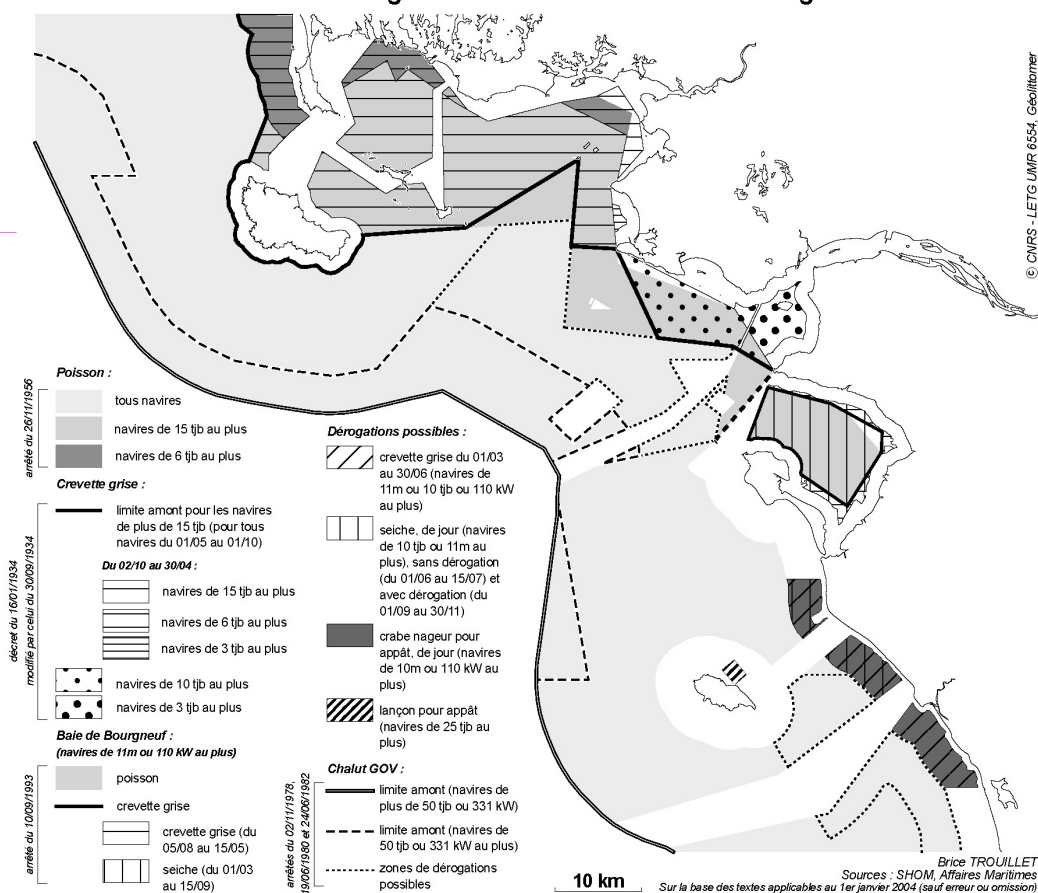 © CNRS - LETG UMR 6554, Géolittomer
Poisson :
arrêté du 26/11/1956
tous navires
navires de 15 tjb au plus
navires de 6 tjb au plus
Crevette grise :
décret du 16/01/1934
modifié par celui du 30/09/1934
limite amont pour les navires
de plus de 15 tjb (pour tous
navires du 01/05 au 01/10)
Du 02/10 au 30/04 :
navires de 15 tjb au plus
navires de 6 tjb au plus
navires de 3 tjb au plus
navires de 10 tjb au plus
navires de 3 tjb au plus
Baie de Bourgneuf :
(navires de 11m ou 110 kW au plus)
arrêté du 10/09/1993
poisson
crevette grise
crevette grise (du
05/08 au 15/05)
seiche (du 01/03
au 15/09)
Dérogations possibles :
crevette grise du 01/03
au 30/06 (navires de
11m ou 10 tjb ou 110 kW
au plus)
seiche, de jour (navires
de 10 tjb ou 11m au
plus), sans dérogation
(du 01/06 au 15/07) et
avec dérogation (du
01/09 au 30/11)
crabe nageur pour
appât, de jour (navires
de 10m ou 110 kW au
plus)
lançon pour appât
(navires de 25 tjb au
plus)
Chalut GOV :
arrêtés du 02/11/1978,
19/06/1980 et 24/06/1982
limite amont (navires de
plus de 50 tjb ou 331 kW)
limite amont (navires de
50 tjb ou 331 kW au plus)
zones de dérogations
possibles
10 km
Brice TROUILLET
Sources : SHOM, Affaires Maritimes
Sur la base des textes applicables au 1er janvier 2004 (sauf erreur ou omission)